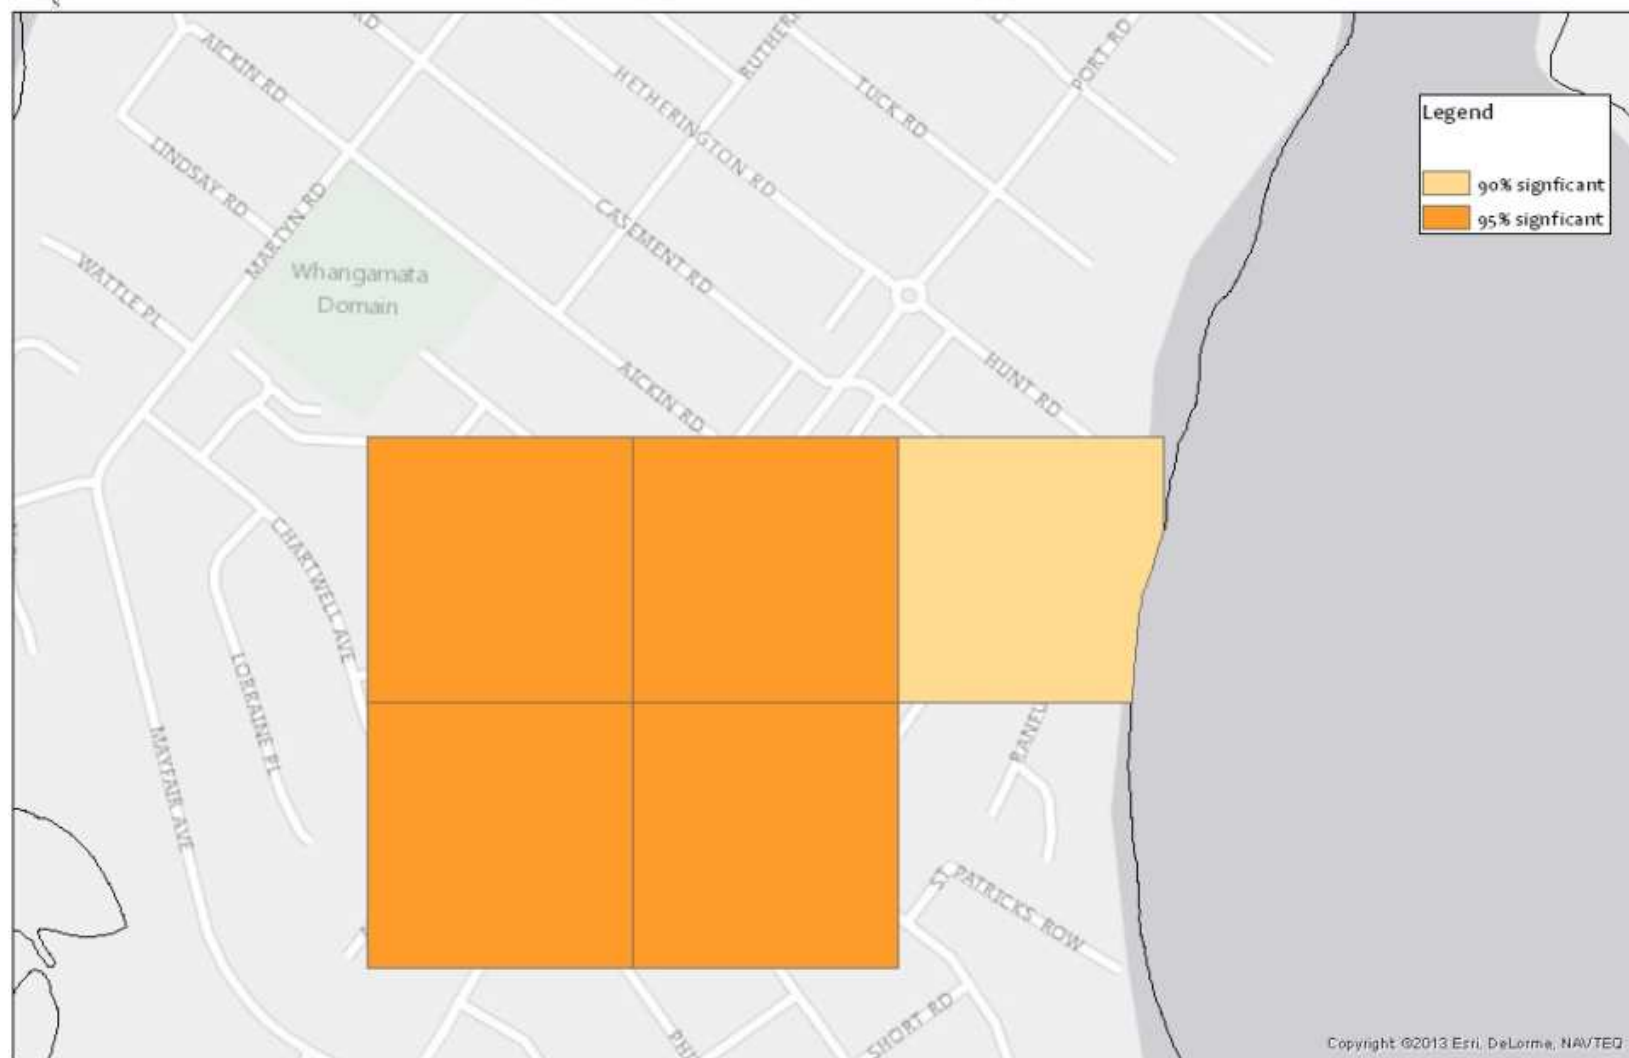 AICKIN RD
HETHERINGTON RD
TUCK RD
PORT RD
Legend
LINDSAY RD
MARTYN RD
90% signficant
95% signficant
WATTLE PL
Whangamata
Domain
CASEMENT RD
AICKIN RD
HUNT RD
CHARTWELL AVE
LORRAINE PL
MAYFAIR AVE
ST PATRICKS ROW
SHORT RD
Copyright ©2013 Esri, DeLorme, NAVTEQ